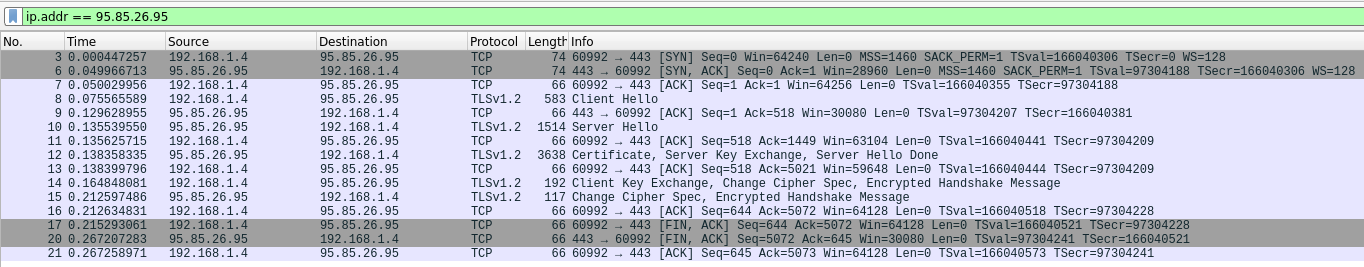 ip.addr == 95.85.26.95
No. Time Source Destination Protocol Length Info
3 0.000447257 192.168.1.4 95.85.26.95 TCP 74 60992 → 443 [SYN] Seq=0 Win=64240 Len=0 MSS=1460 SACK_PERM=1 TSval=166040306 TSecr=0 WS=128
6 0.049966713 95.85.26.95 192.168.1.4 TCP 74 443 → 60992 [SYN, ACK] Seq=0 Ack=1 Win=28960 Len=0 MSS=1460 SACK_PERM=1 TSval=97304188 TSecr=166040306 WS=128
7 0.050029956 192.168.1.4 95.85.26.95 TCP 66 60992 → 443 [ACK] Seq=1 Ack=1 Win=64256 Len=0 TSval=166040355 TSecr=97304188
8 0.075565589 192.168.1.4 95.85.26.95 TLSv1.2 583 Client Hello
9 0.129628955 95.85.26.95 192.168.1.4 TCP 66 443 → 60992 [ACK] Seq=1 Ack=518 Win=30080 Len=0 TSval=97304207 TSecr=166040381
10 0.135539550 95.85.26.95 192.168.1.4 TLSv1.2 1514 Server Hello
11 0.135625715 192.168.1.4 95.85.26.95 TCP 66 60992 → 443 [ACK] Seq=518 Ack=1449 Win=63104 Len=0 TSval=166040441 TSecr=97304209
12 0.138358335 95.85.26.95 192.168.1.4 TLSv1.2 3638 Certificate, Server Key Exchange, Server Hello Done
13 0.138399796 192.168.1.4 95.85.26.95 TCP 66 60992 → 443 [ACK] Seq=518 Ack=5021 Win=59648 Len=0 TSval=166040444 TSecr=97304209
14 0.164848081 192.168.1.4 95.85.26.95 TLSv1.2 192 Client Key Exchange, Change Cipher Spec, Encrypted Handshake Message
15 0.212597486 95.85.26.95 192.168.1.4 TLSv1.2 117 Change Cipher Spec, Encrypted Handshake Message
16 0.212634831 192.168.1.4 95.85.26.95 TCP 66 60992 → 443 [ACK] Seq=644 Ack=5072 Win=64128 Len=0 TSval=166040518 TSecr=97304228
17 0.215293061 192.168.1.4 95.85.26.95 TCP 66 60992 → 443 [FIN, ACK] Seq=644 Ack=5072 Win=64128 Len=0 TSval=166040521 TSecr=97304228
20 0.267207283 95.85.26.95 192.168.1.4 TCP 66 443 → 60992 [FIN, ACK] Seq=5072 Ack=645 Win=30080 Len=0 TSval=97304241 TSecr=166040521
21 0.267258971 192.168.1.4 95.85.26.95 TCP 66 60992 → 443 [ACK] Seq=645 Ack=5073 Win=64128 Len=0 TSval=166040573 TSecr=97304241